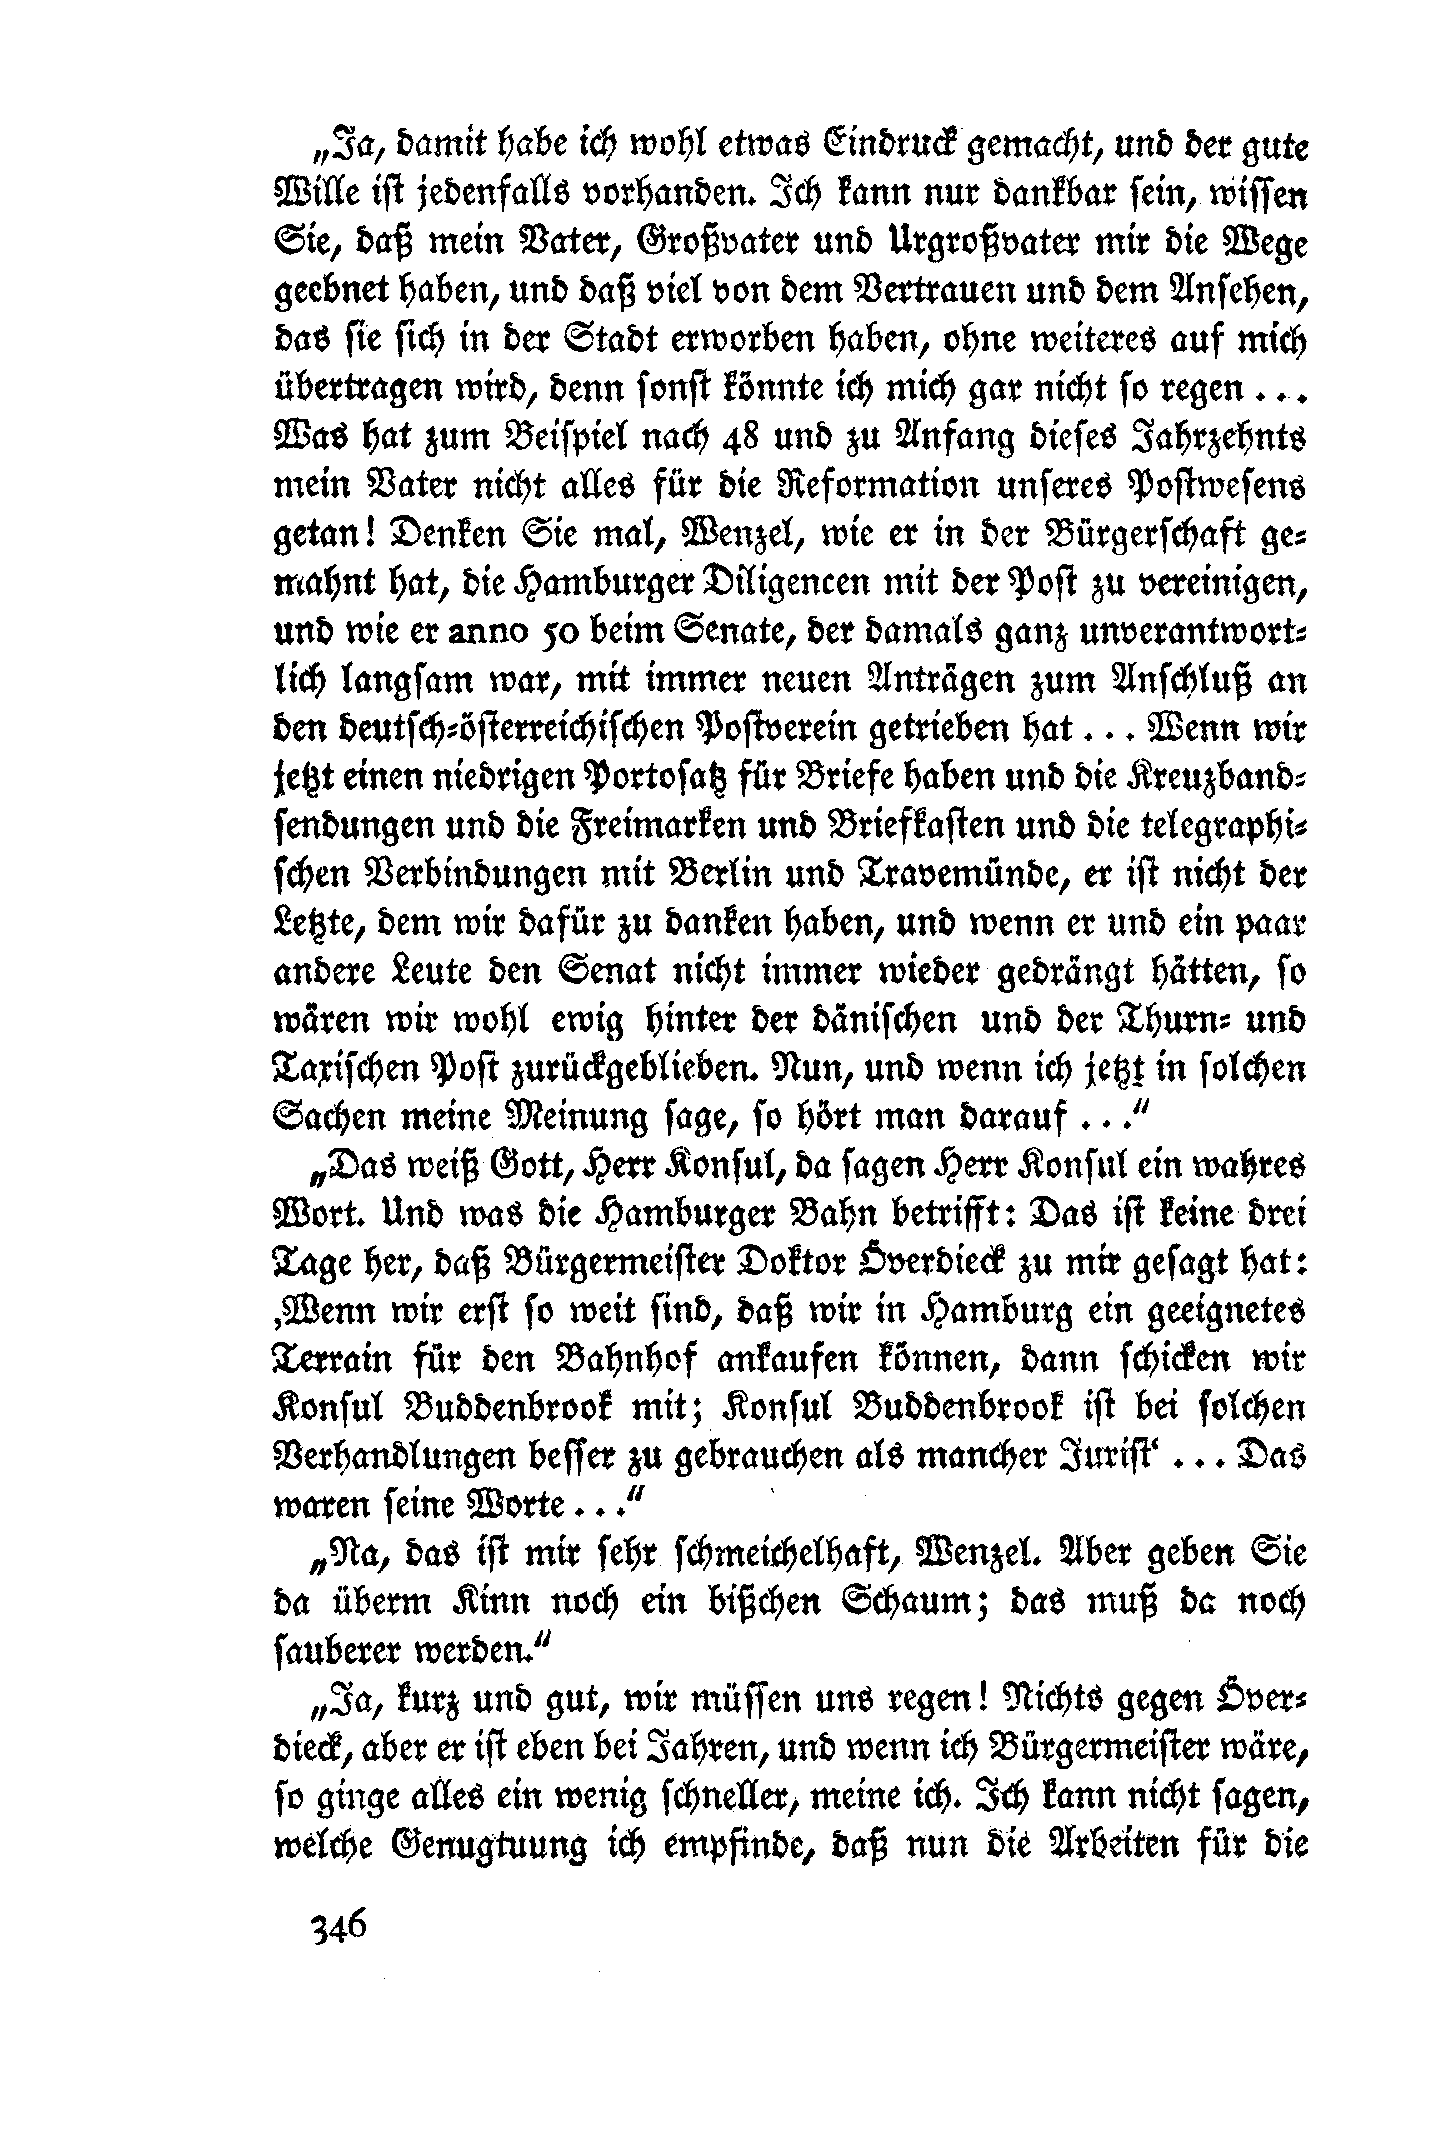 „Ja, damit habe ich wohl etwas Eindruck gemacht, und der gute
Wille ist jedenfalls vorhanden. Ich kann nur dankbar sein, wissen
Sie, daß mein Vater, Großvater und Urgroßvater mir die Wege
geebnet haben, und daß viel von dem Vertrauen und dem Ansehen,
das sie sich in der Stadt erworben haben, ohne weiteres auf mich
übertragen wird, denn sonst könnte ich mich gar nicht so regen ...
Was hat zum Beispiel nach 48 und zu Anfang dieses Jahrzehnts
mein Vater nicht alles für die Reformation unseres Postwesens
getan! Denken Sie mal, Wenzel, wie er in der Bürgerschaft ge-
mahnt hat, die Hamburger Diligencen mit der Post zu vereinigen,
und wie er anno 50 beim Senate, der damals ganz unverantwort-
lich langsam war, mit immer neuen Anträgen zum Anschluß an
den deutsch-österreichischen Postverein getrieben hat ... Wenn wir
jetzt einen niedrigen Portosatz für Briefe haben und die Kreuzband-
sendungen und die Freimarken und Briefkasten und die telegraphi-
schen Verbindungen mit Berlin und Travemünde, er ist nicht der
Letzte, dem wir dafür zu danken haben, und wenn er und ein paar
andere Leute den Senat nicht immer wieder gedrängt hätten, so
wären wir wohl ewig hinter der dänischen und der Thurn- und
Taxischen Post zurückgeblieben. Nun, und wenn ich jetzt in solchen
Sachen meine Meinung sage, so hört man darauf ...“
„Das weiß Gott, Herr Konsul, da sagen Herr Konsul ein wahres
Wort. Und was die Hamburger Bahn betrifft: Das ist keine drei
Tage her, daß Bürgermeister Doktor Överdieck zu mir gesagt hat:
‚Wenn wir erst so weit sind, daß wir in Hamburg ein geeignetes
Terrain für den Bahnhof ankaufen können, dann schicken wir
Konsul Buddenbrook mit; Konsul Buddenbrook ist bei solchen
Verhandlungen besser zu gebrauchen als mancher Jurist‘ ... Das
waren seine Worte ...“
„Na, das ist mir sehr schmeichelhaft, Wenzel. Aber geben Sie
da überm Kinn noch ein bißchen Schaum; das muß da noch
sauberer werden.“
„Ja, kurz und gut, wir müssen uns regen! Nichts gegen Över-
dieck, aber er ist eben bei Jahren, und wenn ich Bürgermeister wäre,
so ginge alles ein wenig schneller, meine ich. Ich kann nicht sagen,
welche Genugtuung ich empfinde, daß nun die Arbeiten für die
346